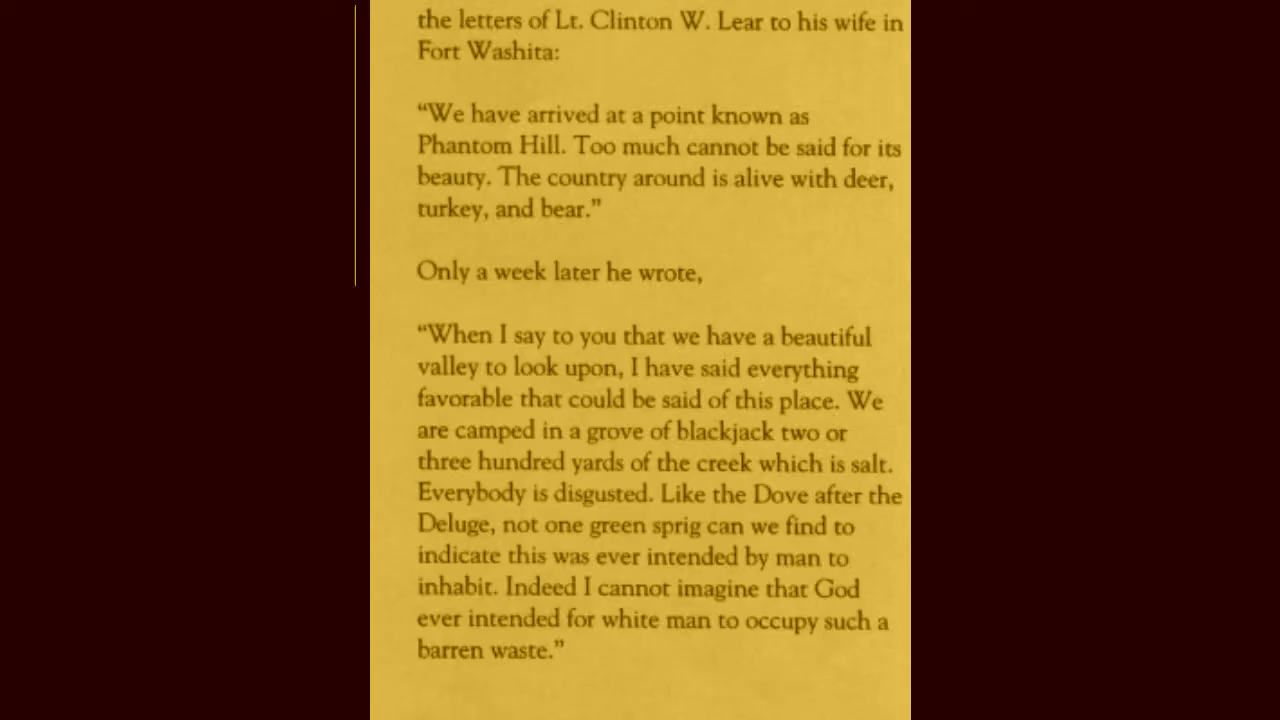 the letters of Lt. Clinton W. Lear to his wife in
Fort Washita:
“We have arrived at a point known as
Phantom Hill. Too much cannot be said for its
beauty. The country around is alive with deer,
turkey, and bear.”
Only a week later he wrote,
“When I say to you that we have a beautiful
valley to look upon, I have said everything
favorable that could be said of this place. We
are camped in a grove of blackjack two or
three hundred yards of the creek which is salt.
Everybody is disgusted. Like the Dove after the
Deluge, not one green sprig can we find to
indicate this was ever intended by man to
inhabit. Indeed I cannot imagine that God
ever intended for white man to occupy such a
barren waste.”